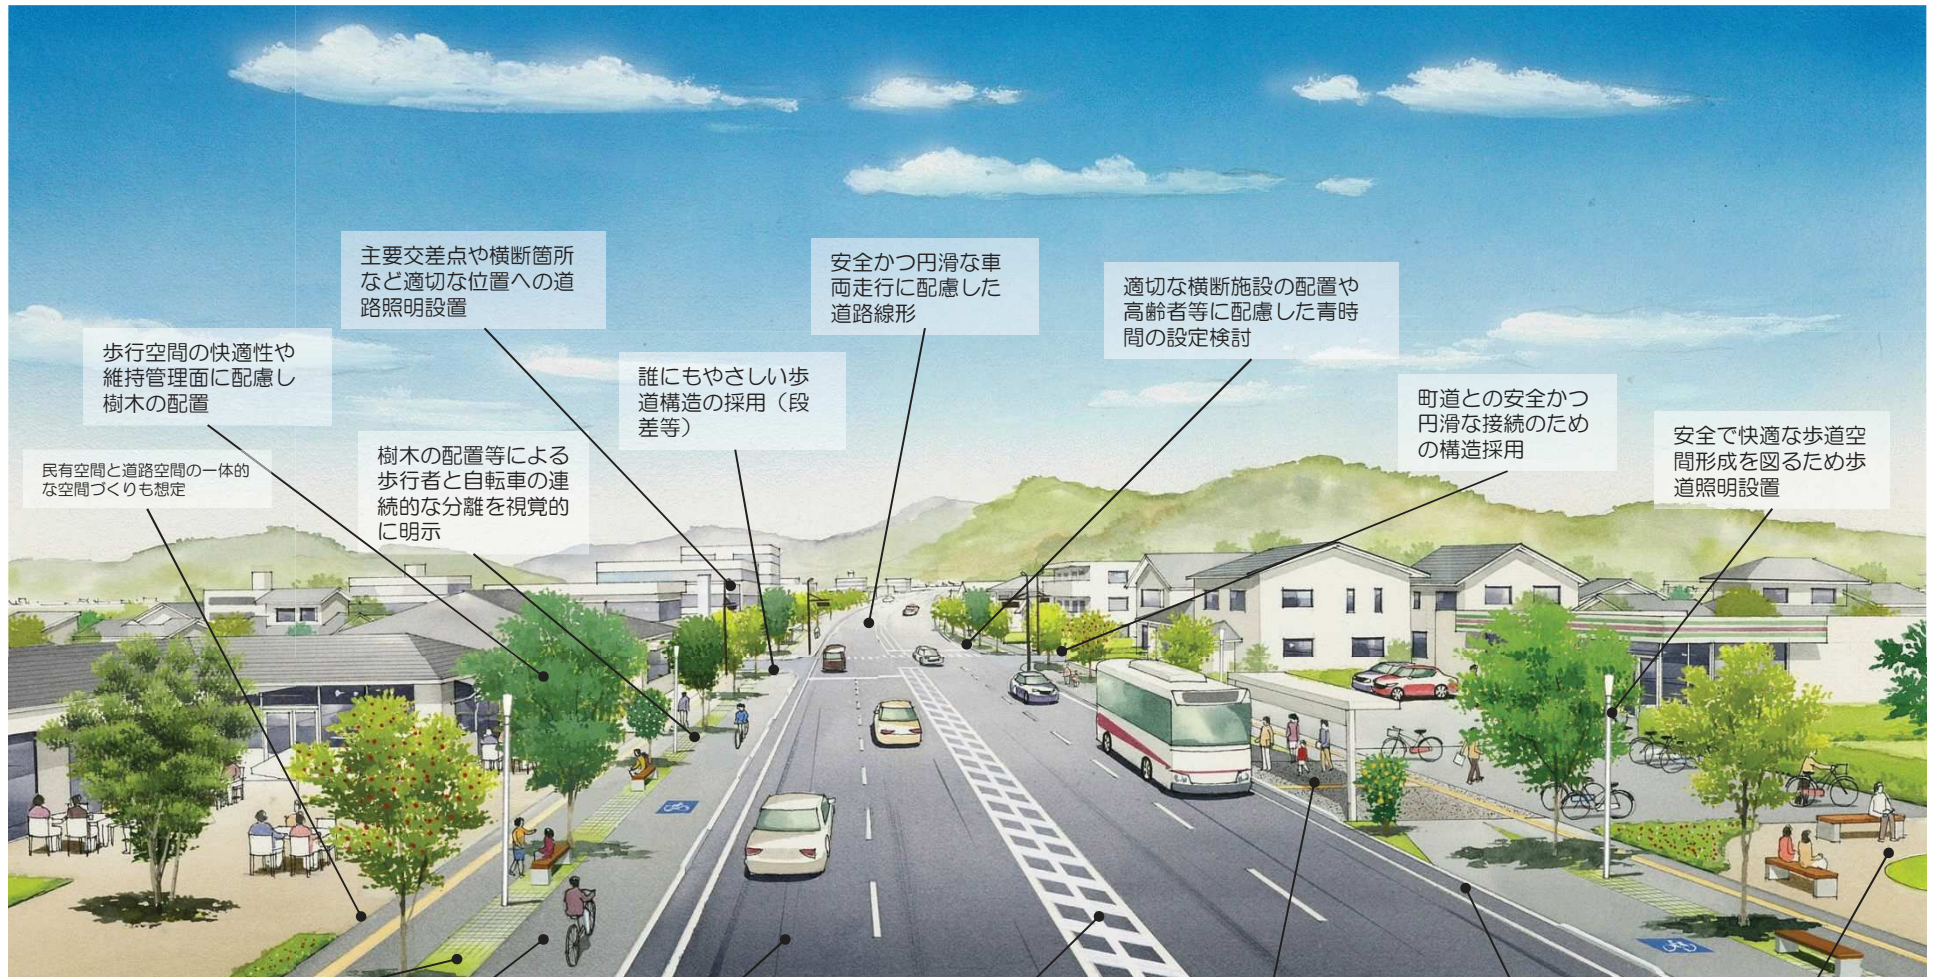 主要交差点や横断箇所
など適切な位置への道
路照明設置
安全かつ円滑な車
両走行に配慮した
道路線形
適切な横断施設の配置や
高齢者等に配慮した青時
間の設定検討
歩行空間の快適性や
維持管理面に配慮し
樹木の配置
誰にもやさしい歩
道構造の採用（段
差等）
町道との安全かつ
円滑な接続のため
の構造採用
安全で快適な歩道空
間形成を図るため歩
道照明設置
樹木の配置等による
歩行者と自転車の連
続的な分離を視覚的
に明示
民有空間と道路空間の一体的
な空間づくりも想定